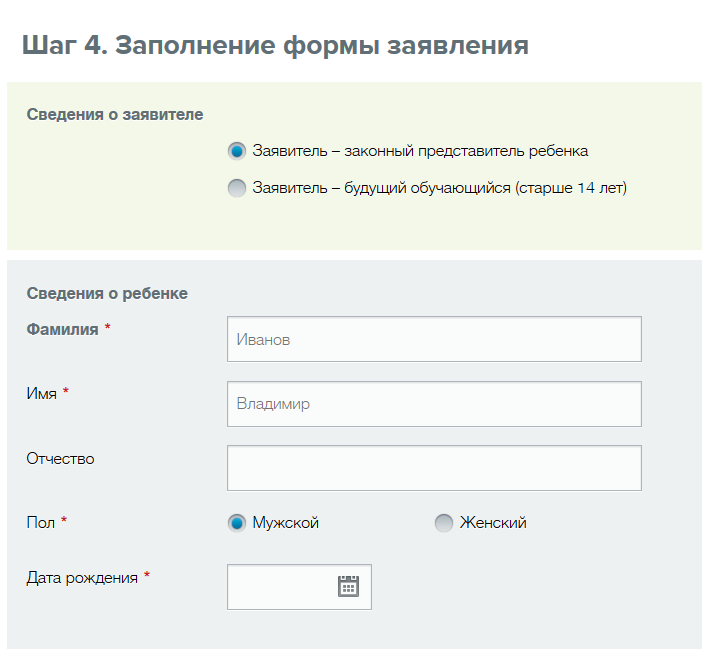 Шаг 4. Заполнение формы заявления
Сведения о заявителе
Заявитель – законный представитель ребенка
Заявитель – будущий обучающийся (старше 14 лет)
Сведения о ребенке
Фамилия * Иванов
Имя * Владимир
Отчество
Пол * Мужской Женский
Дата рождения *